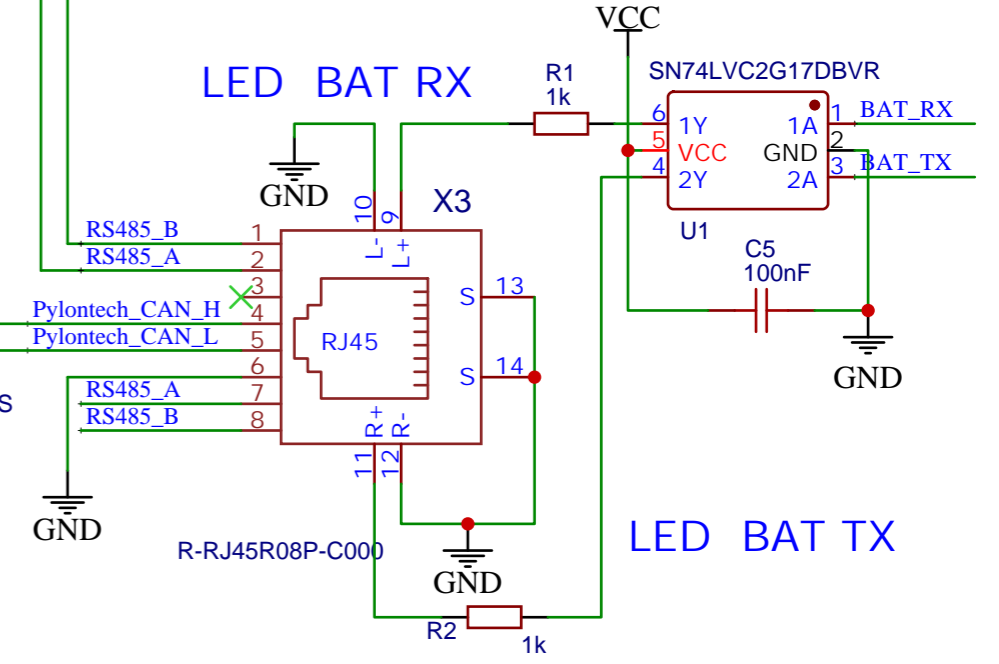 VCC
LED BAT RX
R1
1k
SN74LVC2G17DBVR
6 1Y 1A 1 BAT_RX
5 VCC GND 2
4 2Y 2A 3 BAT_TX
U1
GND
10 9
X3
L- L+
C5
100nF
RS485_B 1
RS485_A 2
3
Pylontech_CAN_H 4
Pylontech_CAN_L 5
6
RS485_A 7
RS485_B 8
S 13
RJ45
S 14
GND
S
R+ R-
11 12
GND
R-RJ45R08P-C000
LED BAT TX
GND
R2
1k